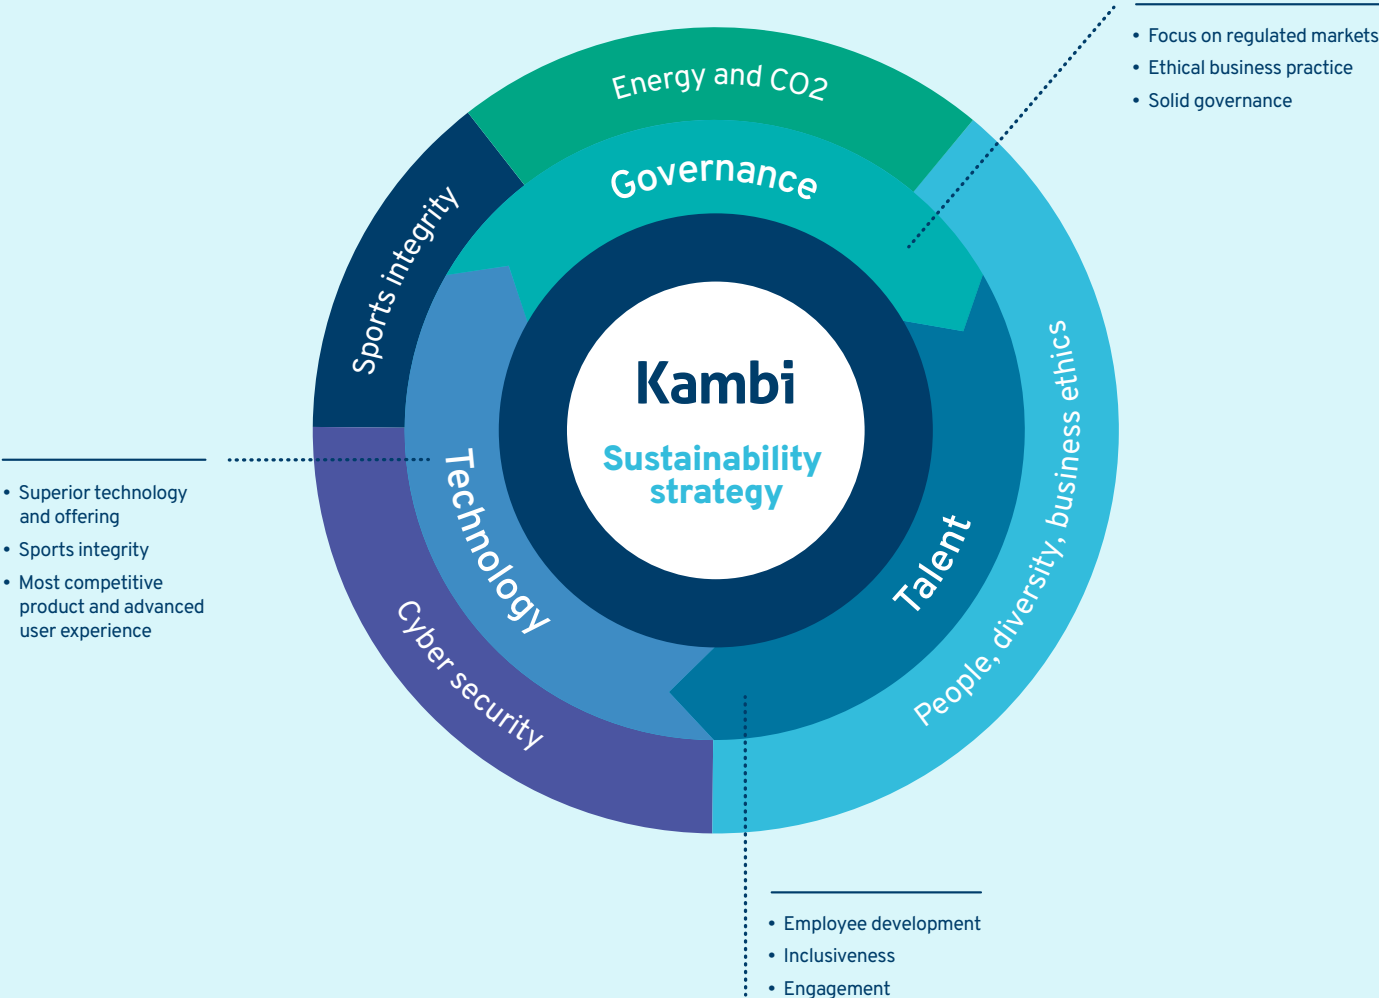 • Focus on regulated markets
• Ethical business practice
• Solid governance
Energy and CO2
Governance
Sports integrity
Kambi
Sustainability
strategy
People, diversity, business ethics
Talent
Technology
Cyber security
• Superior technology
and offering
• Sports integrity
• Most competitive
product and advanced
user experience
• Employee development
• Inclusiveness
• Engagement